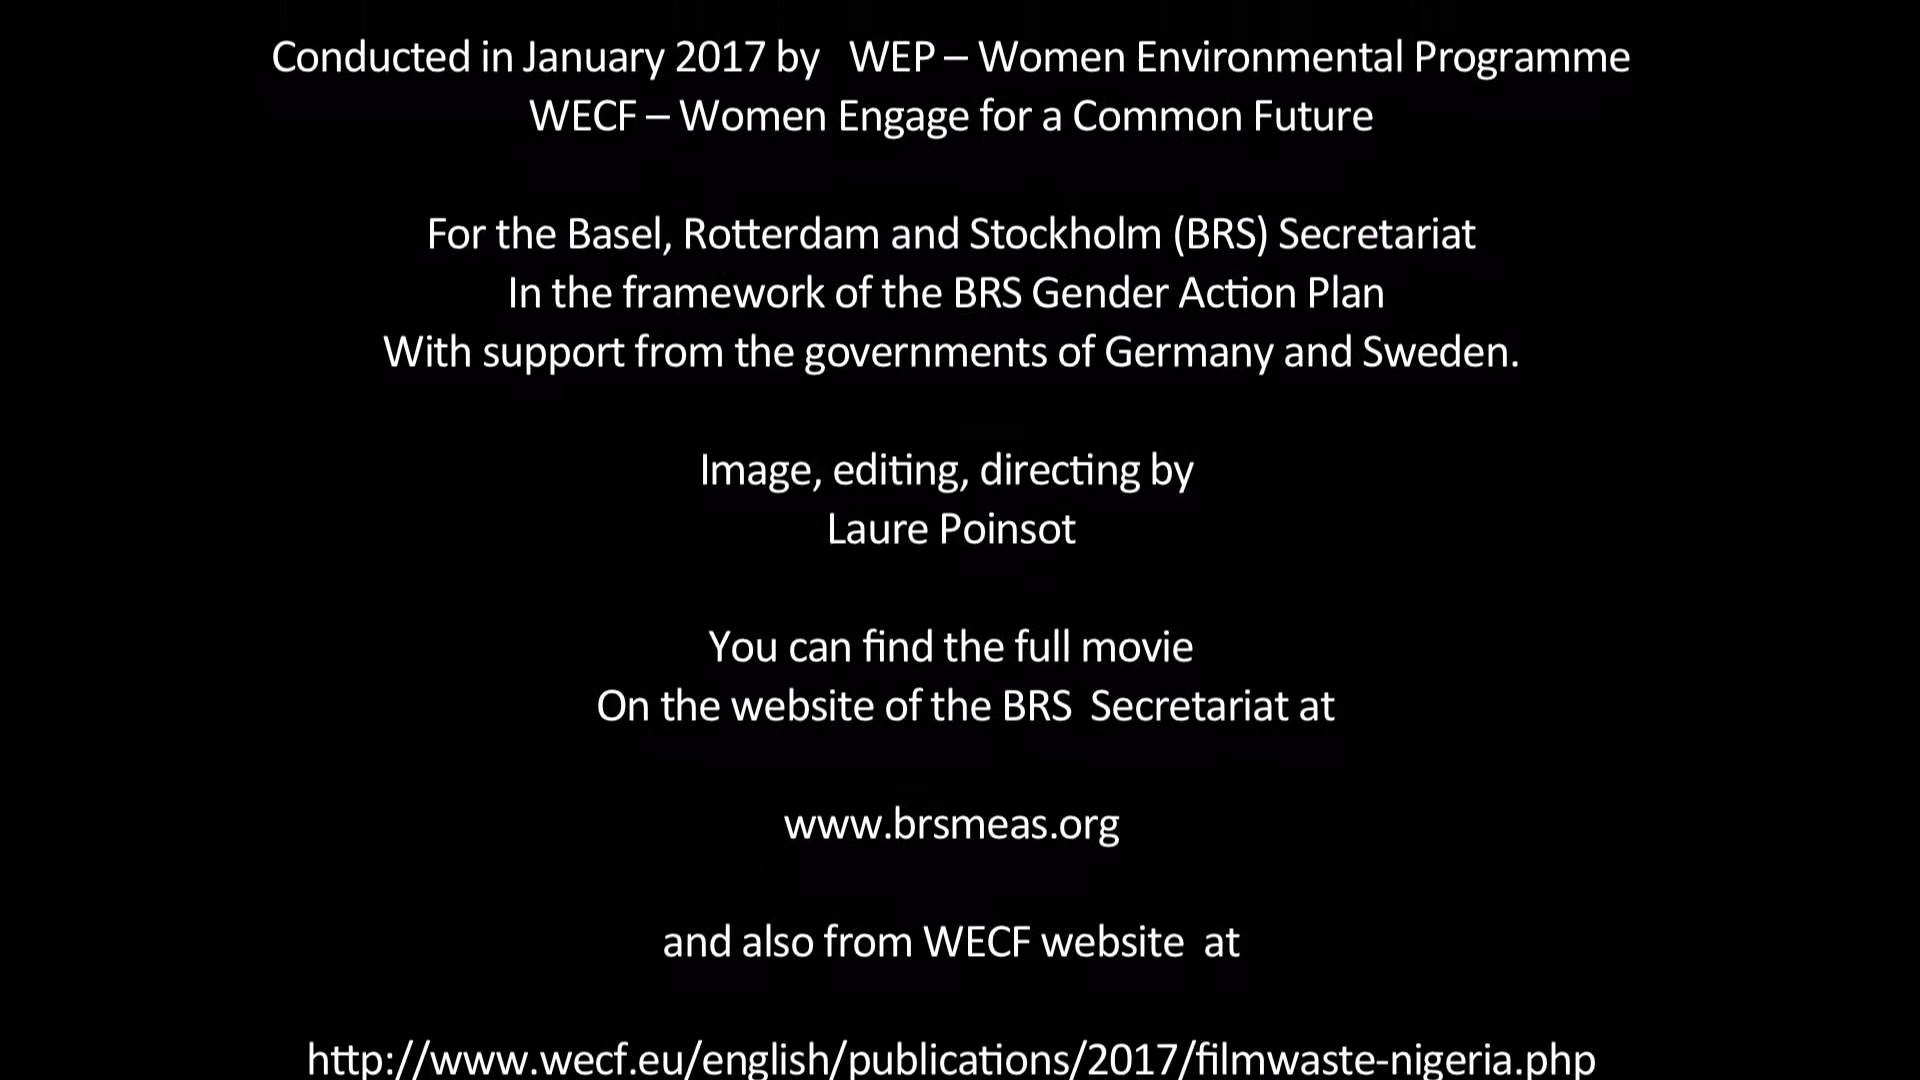 Conducted in January 2017 by   WEP – Women Environmental Programme
WECF – Women Engage for a Common Future
For the Basel, Rotterdam and Stockholm (BRS) Secretariat
In the framework of the BRS Gender Action Plan
With support from the governments of Germany and Sweden.
Image, editing, directing by
Laure Poinsot
You can find the full movie
On the website of the BRS  Secretariat at
www.brsmeas.org
and also from WECF website  at
http://www.wecf.eu/english/publications/2017/filmwaste-nigeria.php